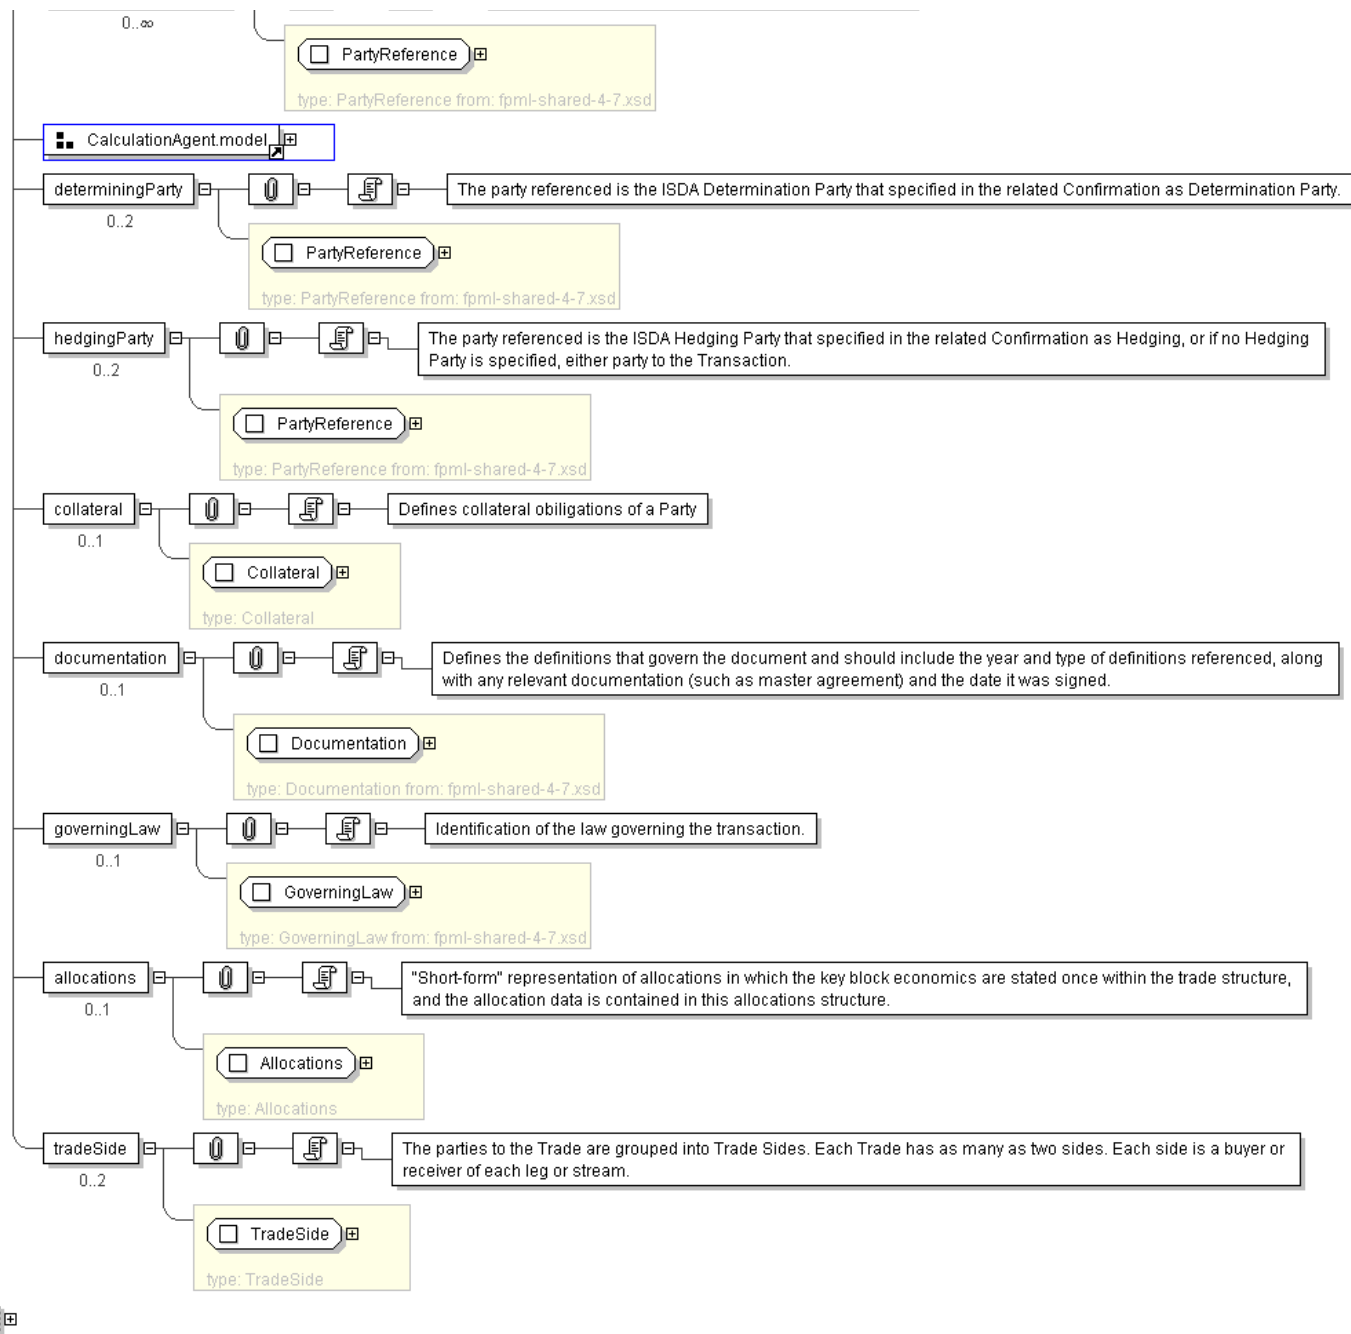 0..∞
PartyReference
type: PartyReference from: fpml-shared-4-7.xsd
CalculationAgent.model
determiningParty
The party referenced is the ISDA Determination Party that specified in the related Confirmation as Determination Party.
0..2
PartyReference
type: PartyReference from: fpml-shared-4-7.xsd
hedgingParty
The party referenced is the ISDA Hedging Party that specified in the related Confirmation as Hedging, or if no Hedging
Party is specified, either party to the Transaction.
0..2
PartyReference
type: PartyReference from: fpml-shared-4-7.xsd
collateral
Defines collateral obiligations of a Party
0..1
Collateral
type: Collateral
documentation
Defines the definitions that govern the document and should include the year and type of definitions referenced, along
with any relevant documentation (such as master agreement) and the date it was signed.
0..1
Documentation
type: Documentation from: fpml-shared-4-7.xsd
governingLaw
Identification of the law governing the transaction.
0..1
GoverningLaw
type: GoverningLaw from: fpml-shared-4-7.xsd
allocations
"Short-form" representation of allocations in which the key block economics are stated once within the trade structure,
and the allocation data is contained in this allocations structure.
0..1
Allocations
type: Allocations
tradeSide
The parties to the Trade are grouped into Trade Sides. Each Trade has as many as two sides. Each side is a buyer or
receiver of each leg or stream.
0..2
TradeSide
type: TradeSide